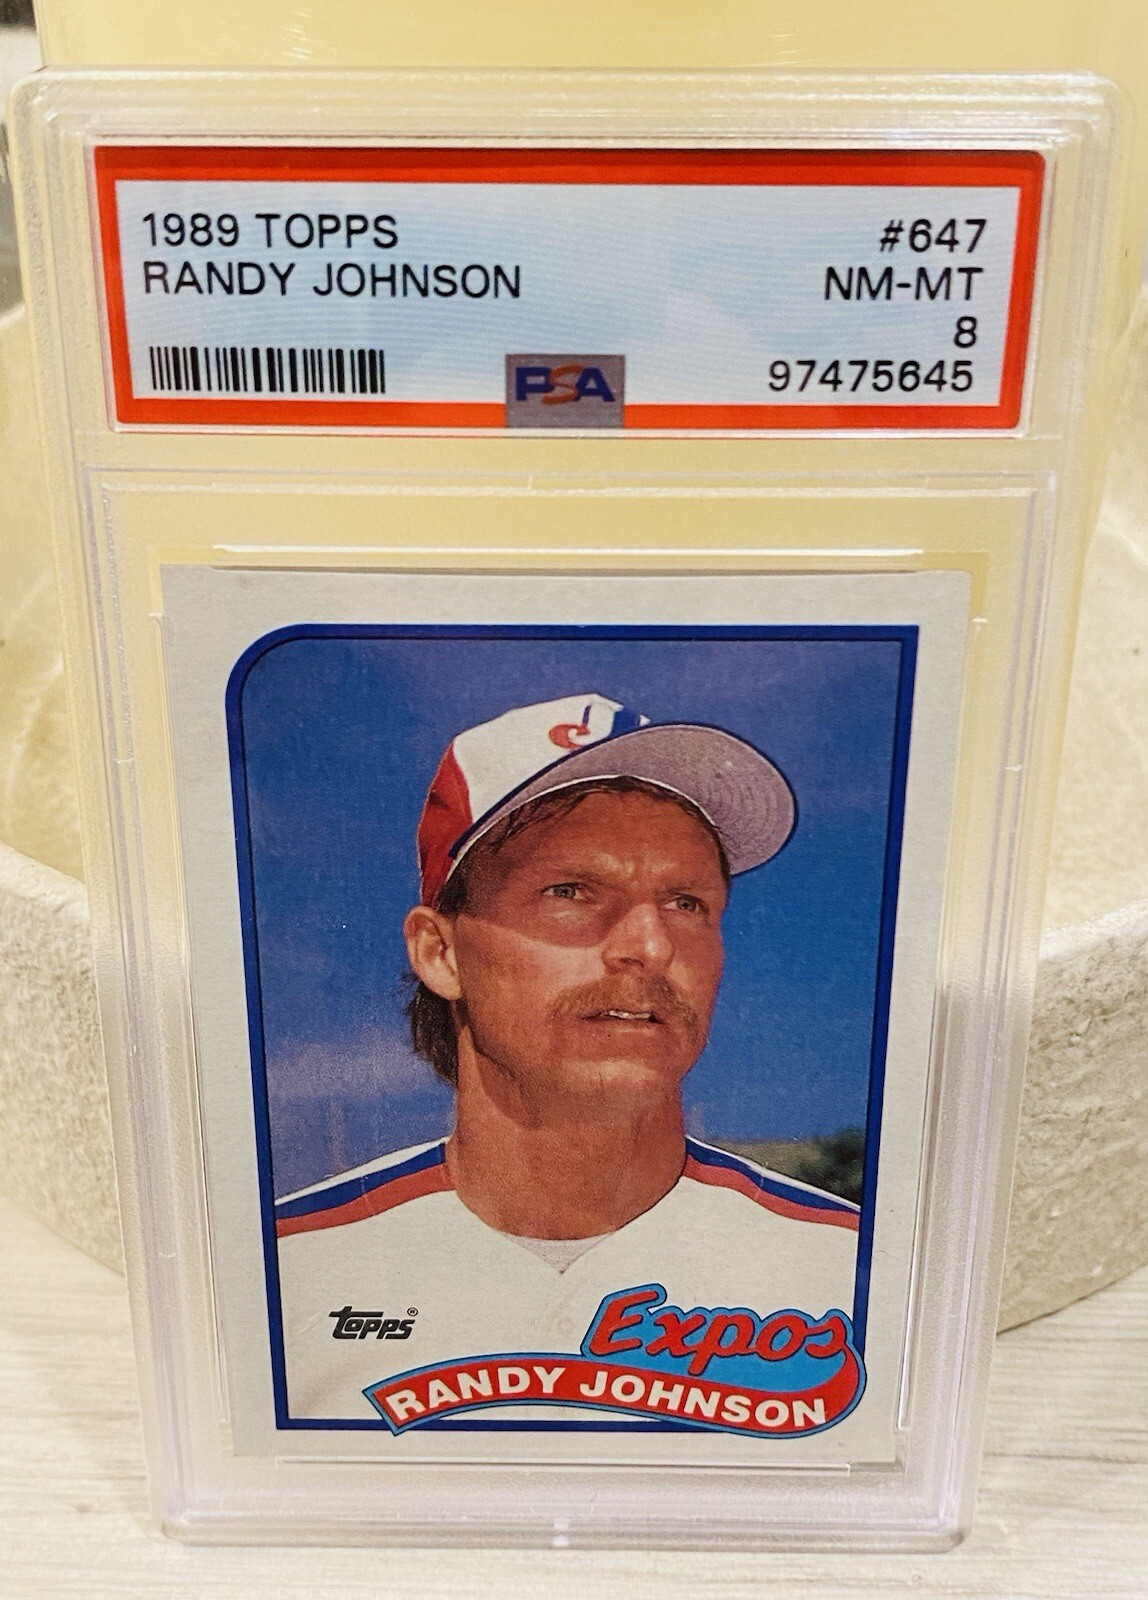 1989 TOPPS #647
RANDY JOHNSON NM-MT
8
PSA 97475645
topps®
Expos
RANDY JOHNSON